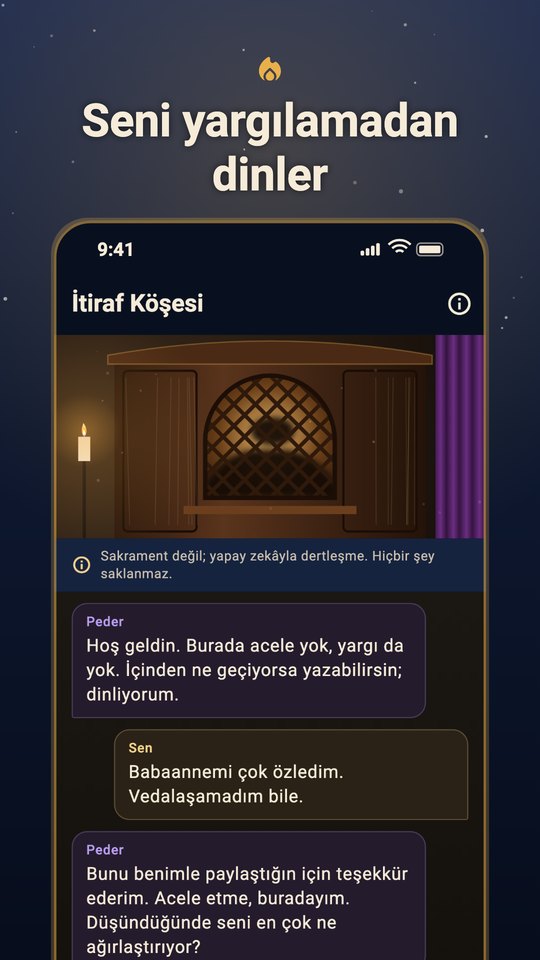 Seni yargılamadan
dinler
9:41
İtiraf Köşesi
Sakrament değil; yapay zekâyla dertleşme. Hiçbir şey
saklanmaz.
Peder
Hoş geldin. Burada acele yok, yargı da
yok. İçinden ne geçiyorsa yazabilirsin;
dinliyorum.
Sen
Babaannemi çok özledim.
Vedalaşamadım bile.
Peder
Bunu benimle paylaştığın için teşekkür
ederim. Acele etme, buradayım.
Düşündüğünde seni en çok ne
ağırlaştırıyor?